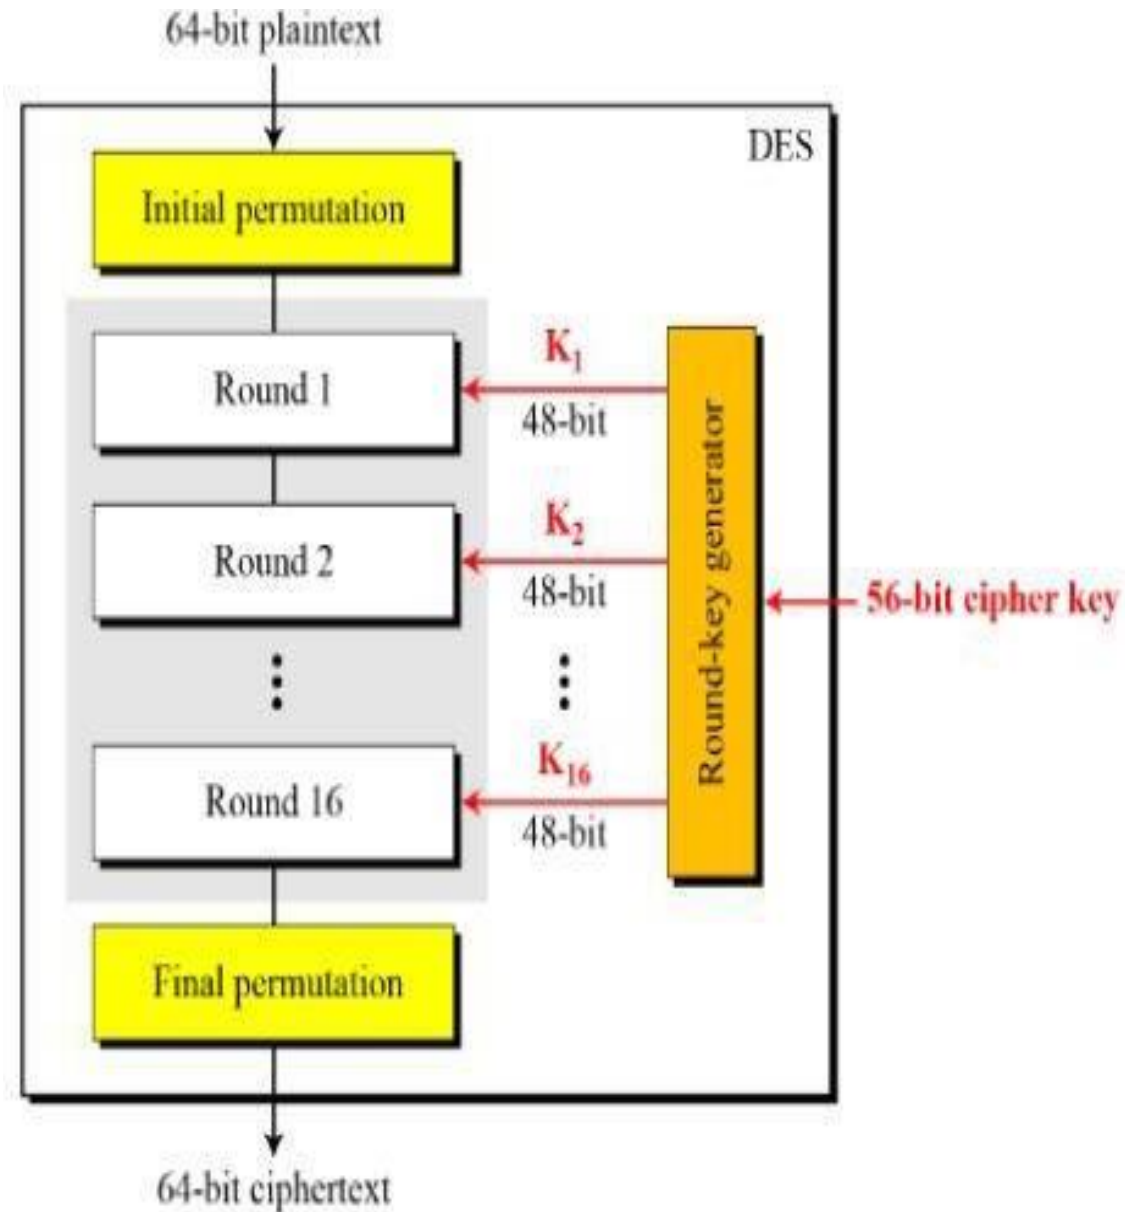 64-bit plaintext
DES
Initial permutation
Round 1
K₁
48-bit
Round 2
K₂
48-bit
Round-key generator
56-bit cipher key
Round 16
K₁₆
48-bit
Final permutation
64-bit ciphertext